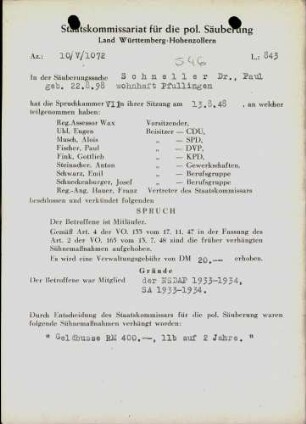 Staatskommissariat für die pol. Säuberung
Land Württemberg-Hohenzollern
Az.: 10/V/1072 L: 843
546
In der Säuberungssache Schneller Dr., Paul
geb. 22.8.98 wohnhaft Pfullingen
hat die Spruchkammer VII in ihrer Sitzung am 13.8.48 , an welcher
teilgenommen haben:
Reg.Assessor Wax Vorsitzender,
Uhl, Eugen Beisitzer — CDU,
Masch, Alois „ — SPD,
Fischer, Paul „ — DVP,
Fink, Gottlieb „ — KPD,
Steinacher, Anton „ — Gewerkschaften,
Schwarz, Emil „ — Berufsgruppe
Schneckenburger, Josef „ — Berufsgruppe
Reg.-Ang. Hauer, Franz Vertreter des Staatskommissars
beschlossen und verkündet folgenden
SPRUCH
Der Betroffene ist Mitläufer.
Gemäß Art. 4 der VO. 133 vom 17. 11. 47 in der Fassung des
Art. 2 der VO. 165 vom 13. 7. 48 sind die früher verhängten
Sühnemaßnahmen aufgeholen.
Es wird eine Verwaltungsgebühr von DM 20.-- erhoben.
Gründe
Der Betroffene war Mitglied der NSDAP 1933-1934,
SA 1933-1934.
Durch Entscheidung des Staatskommissars für die pol. Säuberung waren
folgende Sühnemaßnahmen verhängt worden:
" Geldbusse RM 400.--, 11b auf 2 Jahre. "